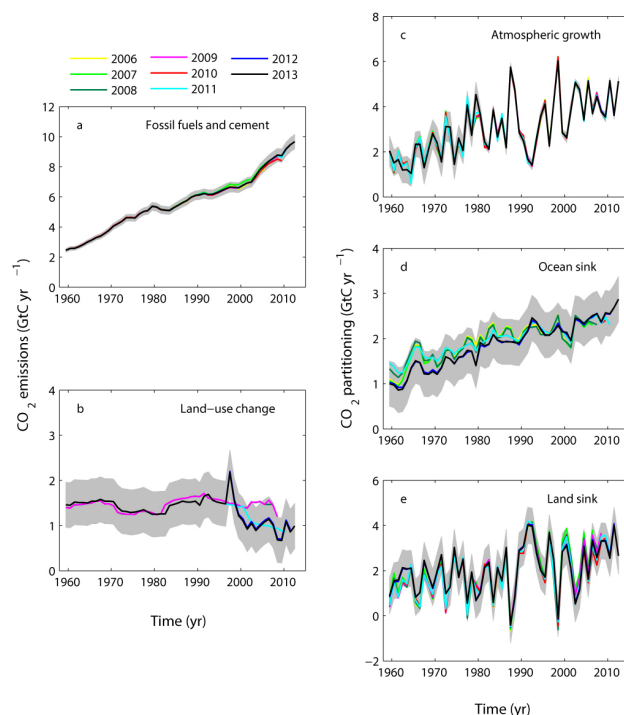 2006 2009 2012
2007 2010 2013
2008 2011
a Fossil fuels and cement
12
10
8
6
4
2
0
1960 1970 1980 1990 2000 2010
b Land−use change
4
3
2
1
0
1960 1970 1980 1990 2000 2010
CO2 emissions (GtC yr −1)
Time (yr)
c Atmospheric growth
8
6
4
2
0
1960 1970 1980 1990 2000 2010
d Ocean sink
4
3
2
1
0
1960 1970 1980 1990 2000 2010
e Land sink
6
4
2
0
−2
1960 1970 1980 1990 2000 2010
CO2 partitioning (GtC yr −1)
Time (yr)